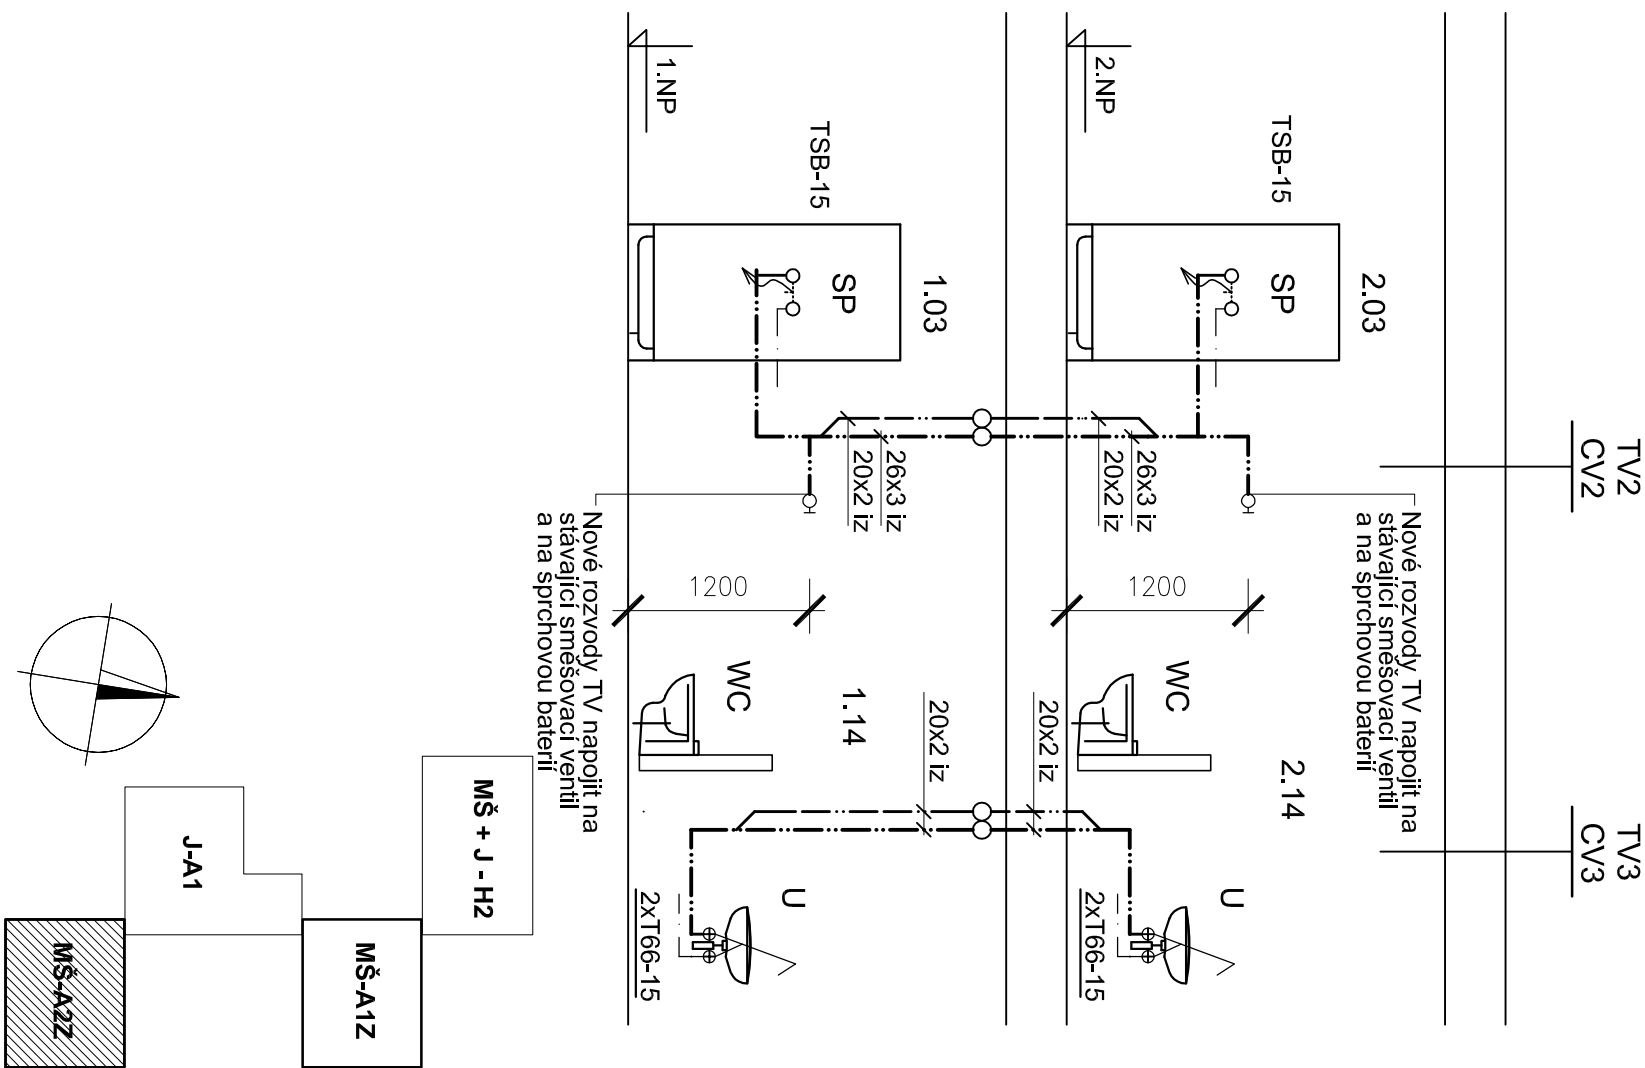 TV2
CV2
TV3
CV3
2.NP
TSB-15
2.03
SP
26x3 iz
20x2 iz
Nové rozvody TV napojit na
stávající směšovací ventil
a na sprchovou baterii
1200
WC
2.14
20x2 iz
U
2xT66-15
1.NP
TSB-15
1.03
SP
26x3 iz
20x2 iz
Nové rozvody TV napojit na
stávající směšovací ventil
a na sprchovou baterii
1200
WC
1.14
20x2 iz
U
2xT66-15
MŠ + J - H2
J-A1
MŠ-A1Z
MŠ-A2Z